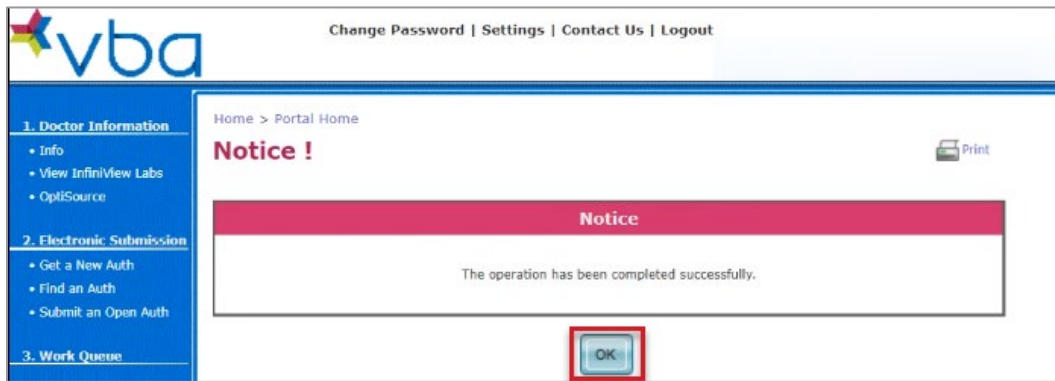 vba
Change Password | Settings | Contact Us | Logout
1. Doctor Information
• Info
• View InfiniView Labs
• OptiSource
2. Electronic Submission
• Get a New Auth
• Find an Auth
• Submit an Open Auth
3. Work Queue
Home > Portal Home
Notice !
Print
Notice
The operation has been completed successfully.
OK